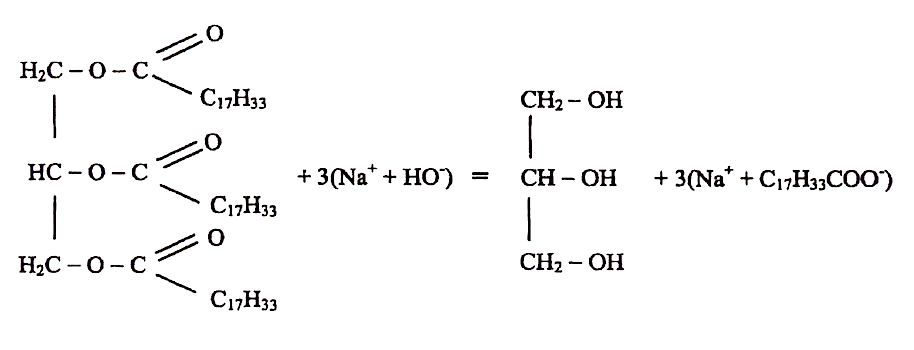 O
H₂C – O – C
C₁₇H₃₃
O
HC – O – C
C₁₇H₃₃
O
H₂C – O – C
C₁₇H₃₃
+ 3(Na⁺ + HO⁻) =
CH₂ – OH
CH – OH
CH₂ – OH
+ 3(Na⁺ + C₁₇H₃₃COO⁻)